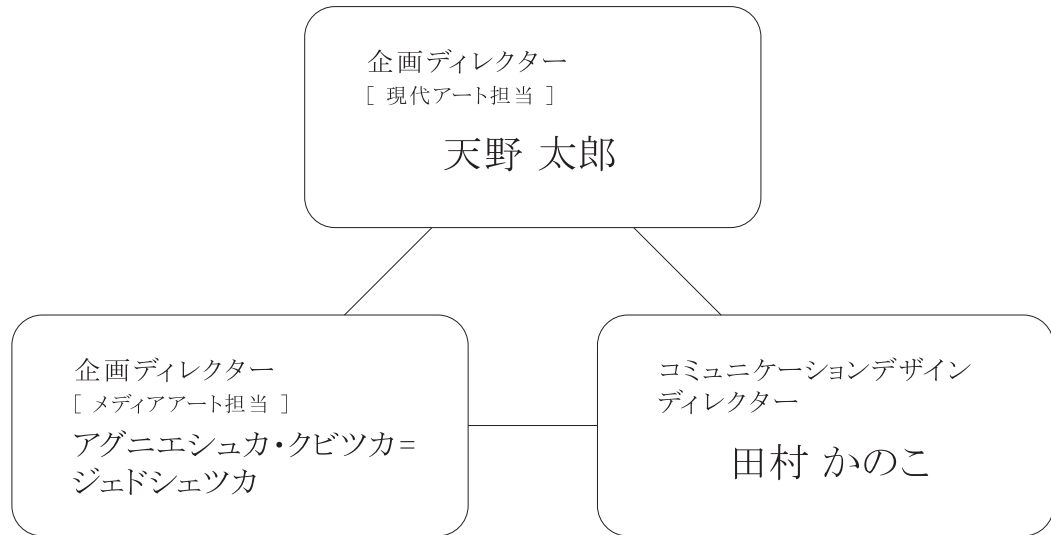 企画ディレクター
[ 現代アート担当 ]
天野 太郎
企画ディレクター
[ メディアアート担当 ]
アグニエシュカ・クビツカ=
ジェドシェツカ
コミュニケーションデザイン
ディレクター
田村 かのこ